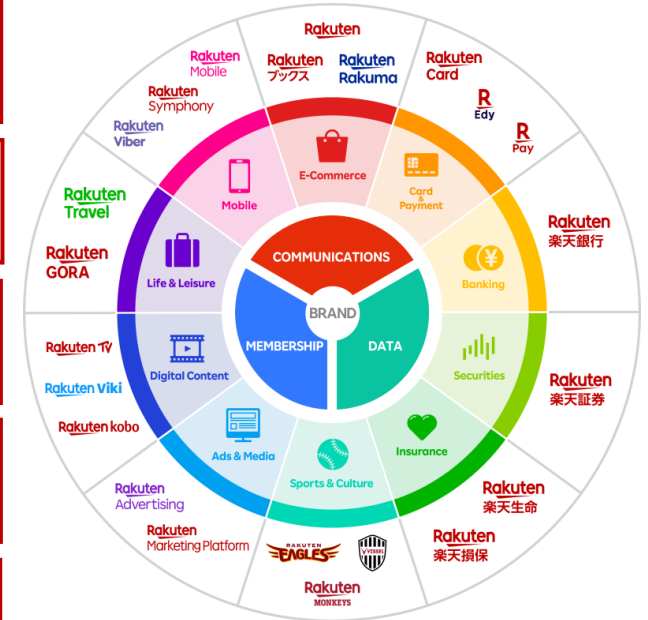 Rakuten
Rakuten
ブックス
Rakuten
Rakuma
Rakuten
Card
R
Edy
R
Pay
Rakuten
楽天銀行
Rakuten
楽天証券
Rakuten
楽天生命
Rakuten
楽天損保
RAKUTEN
EAGLES
VISSEL
Rakuten
MONKEYS
Rakuten
Marketing Platform
Rakuten
Advertising
Rakuten kobo
Rakuten Viki
Rakuten TV
Rakuten
GORA
Rakuten
Travel
Rakuten
Viber
Rakuten
Symphony
Rakuten
Mobile
E-Commerce
Card
&
Payment
Banking
Securities
Insurance
Sports & Culture
Ads & Media
Digital Content
Life & Leisure
Mobile
COMMUNICATIONS
BRAND
MEMBERSHIP
DATA